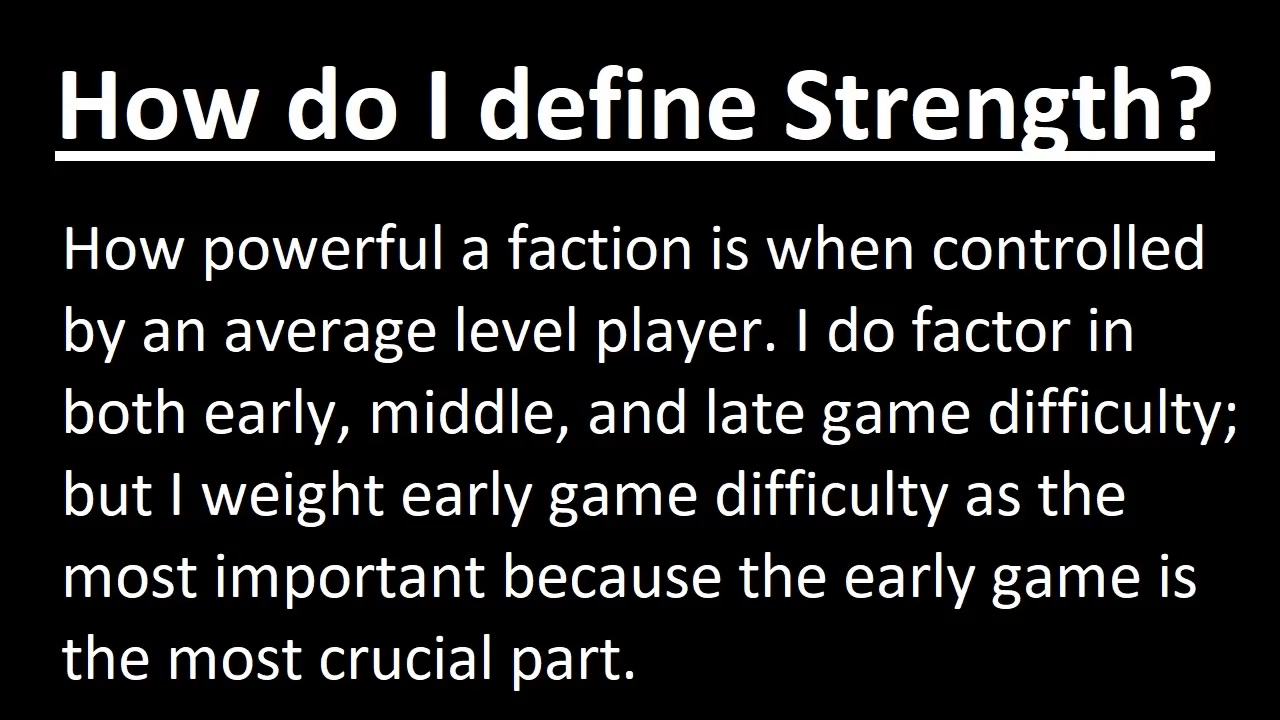 How do I define Strength?
How powerful a faction is when controlled
by an average level player. I do factor in
both early, middle, and late game difficulty;
but I weight early game difficulty as the
most important because the early game is
the most crucial part.